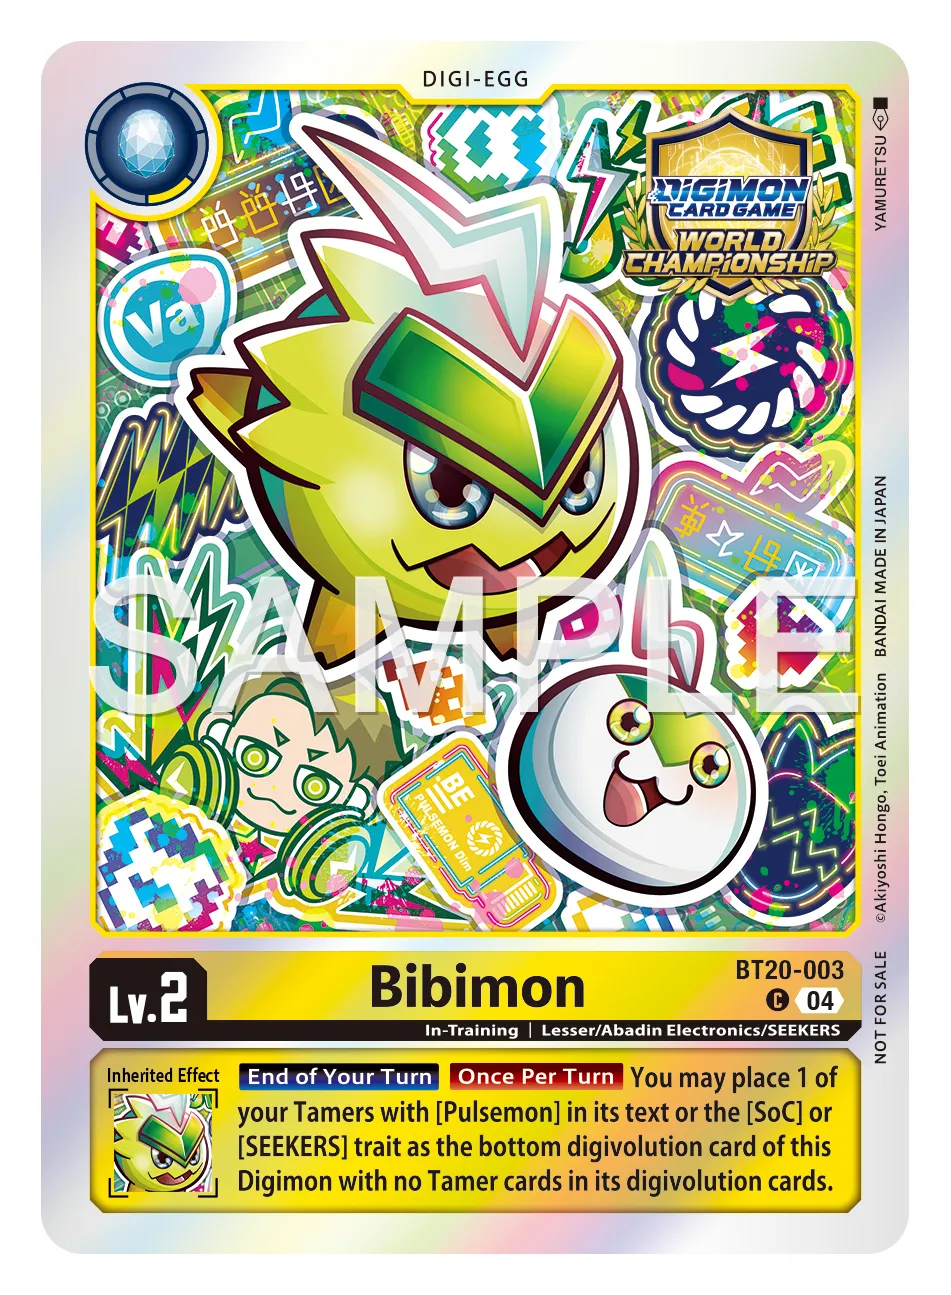 DIGI-EGG
DIGIMON
CARD GAME
WORLD
CHAMPIONSHIP
YAMURETSU
Va
SAMPLE
BE
PULSEMON Dim
BANDAI MADE IN JAPAN
©Akiyoshi Hongo, Toei Animation
NOT FOR SALE
Lv.2
Bibimon
BT20-003
C 04
In-Training | Lesser/Abadin Electronics/SEEKERS
Inherited Effect
End of Your Turn Once Per Turn You may place 1 of
your Tamers with [Pulsemon] in its text or the [SoC] or
[SEEKERS] trait as the bottom digivolution card of this
Digimon with no Tamer cards in its digivolution cards.